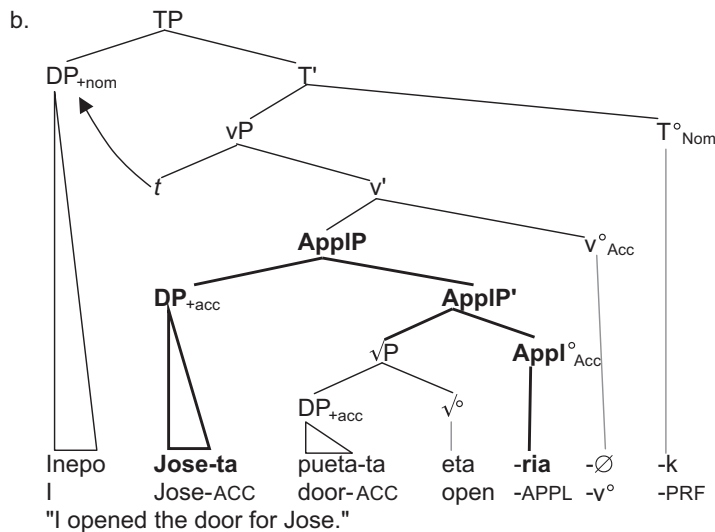 b.
TP
DP+nom T'
vP T°Nom
t v'
ApplP v°Acc
DP+acc ApplP'
√P Appl°Acc
DP+acc √°
Inepo Jose-ta pueta-ta eta -ria -∅ -k
I Jose-ACC door-ACC open -APPL -v° -PRF
"I opened the door for Jose."